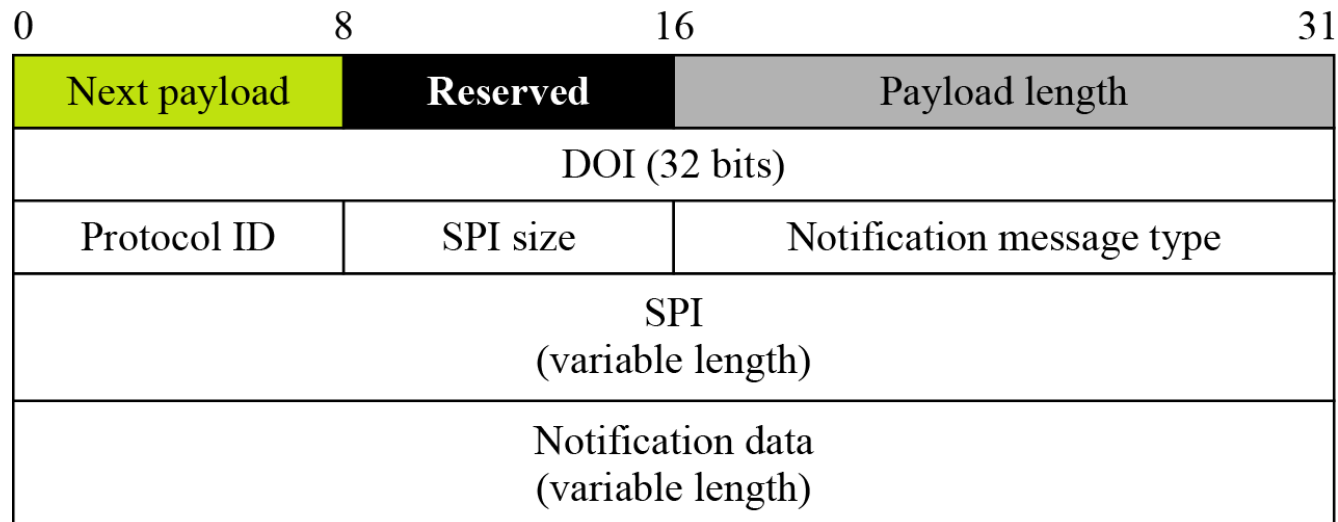 0 8 16 31
Next payload Reserved Payload length
DOI (32 bits)
Protocol ID SPI size Notification message type
SPI
(variable length)
Notification data
(variable length)